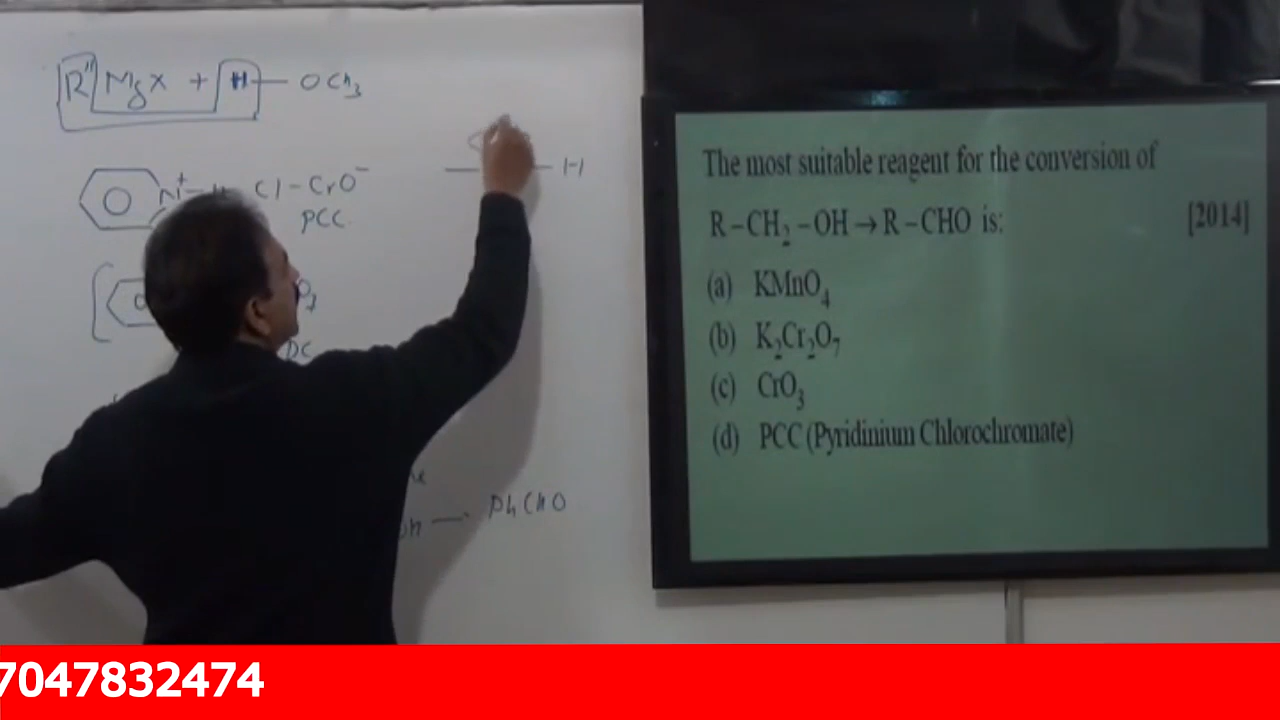 R" MgX + H — OCH₃
N⁺ Cl – CrO⁻
PCC
— H
PhCHO
The most suitable reagent for the conversion of
R – CH₂ – OH → R – CHO is: [2014]
(a) KMnO₄
(b) K₂Cr₂O₇
(c) CrO₃
(d) PCC (Pyridinium Chlorochromate)
7047832474